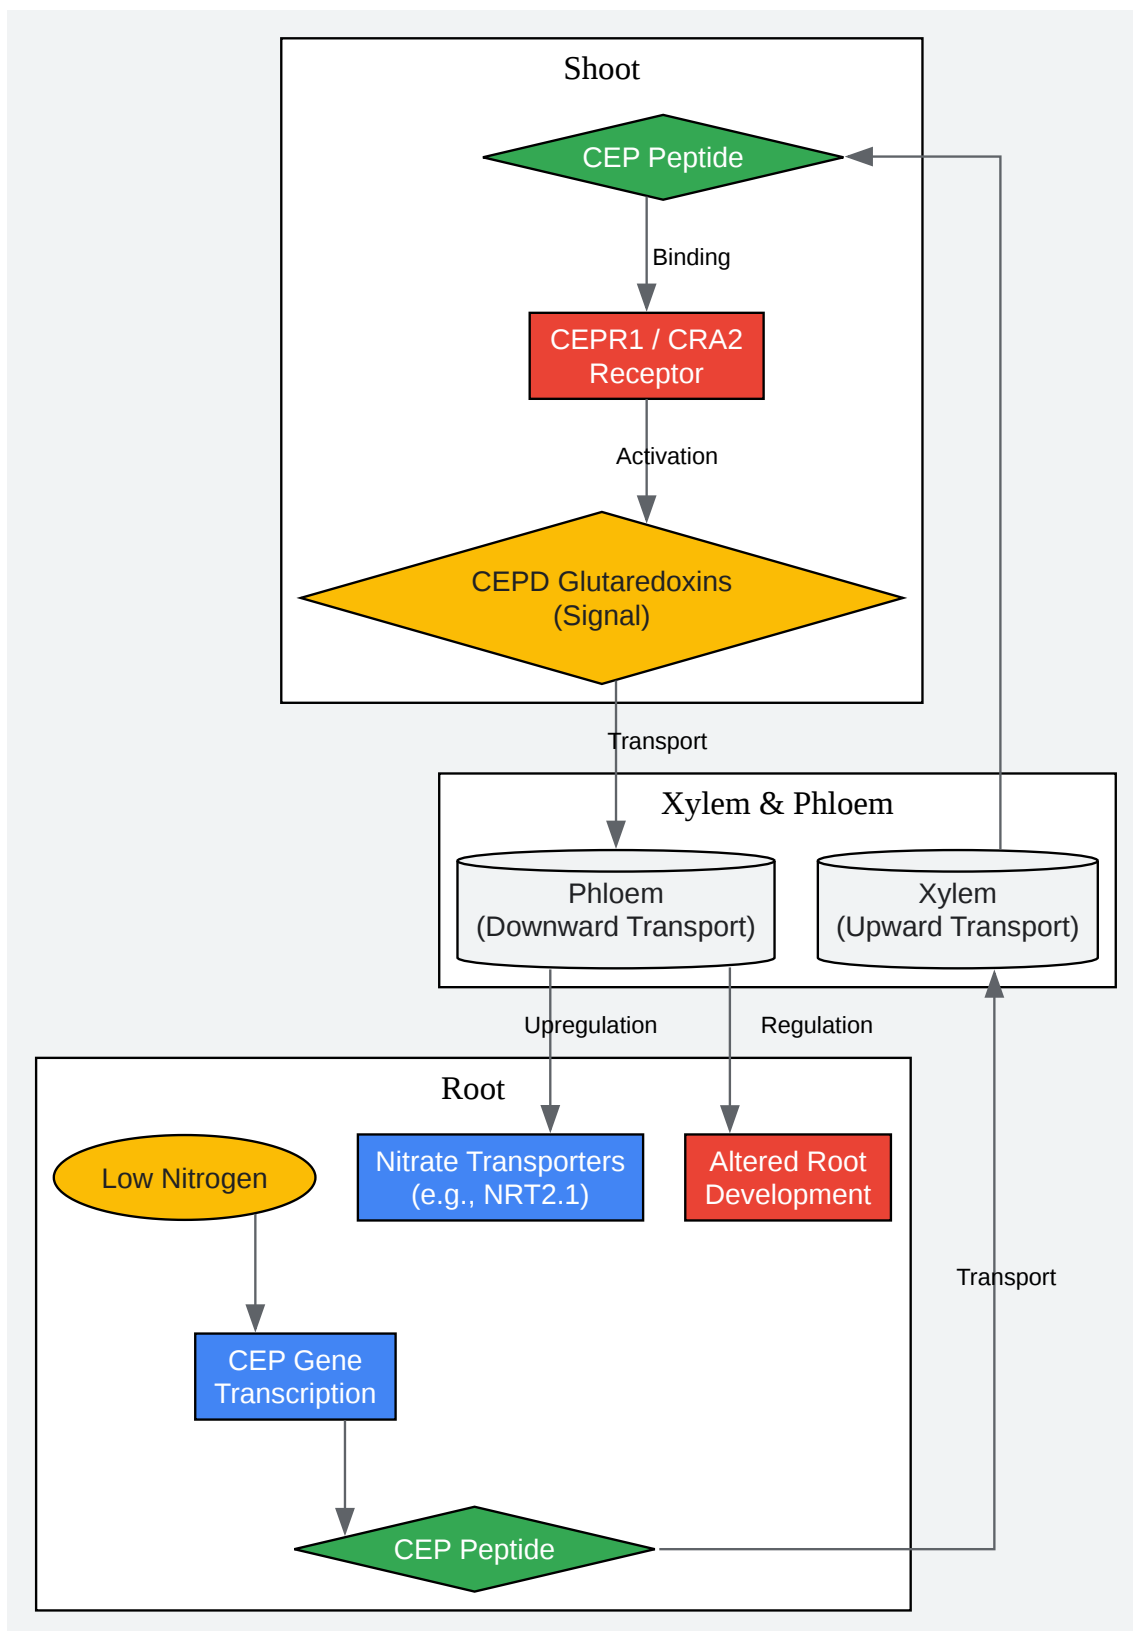 Shoot
CEP Peptide
Binding
CEPR1 / CRA2
Receptor
Activation
CEPD Glutaredoxins
(Signal)
Transport
Xylem & Phloem
Phloem
(Downward Transport)
Xylem
(Upward Transport)
Upregulation
Regulation
Root
Low Nitrogen
Nitrate Transporters
(e.g., NRT2.1)
Altered Root
Development
Transport
CEP Gene
Transcription
CEP Peptide